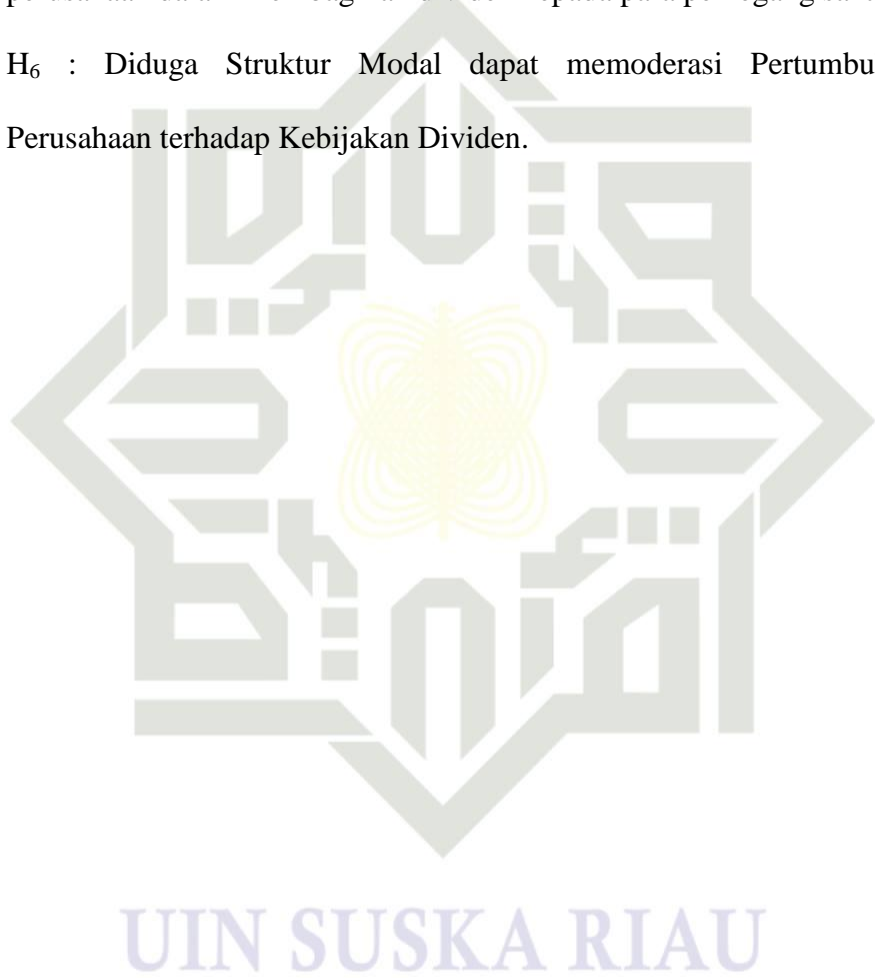 H₆ : Diduga Struktur Modal dapat memoderasi Pertumbu
Perusahaan terhadap Kebijakan Dividen.
UIN SUSKA RIAU